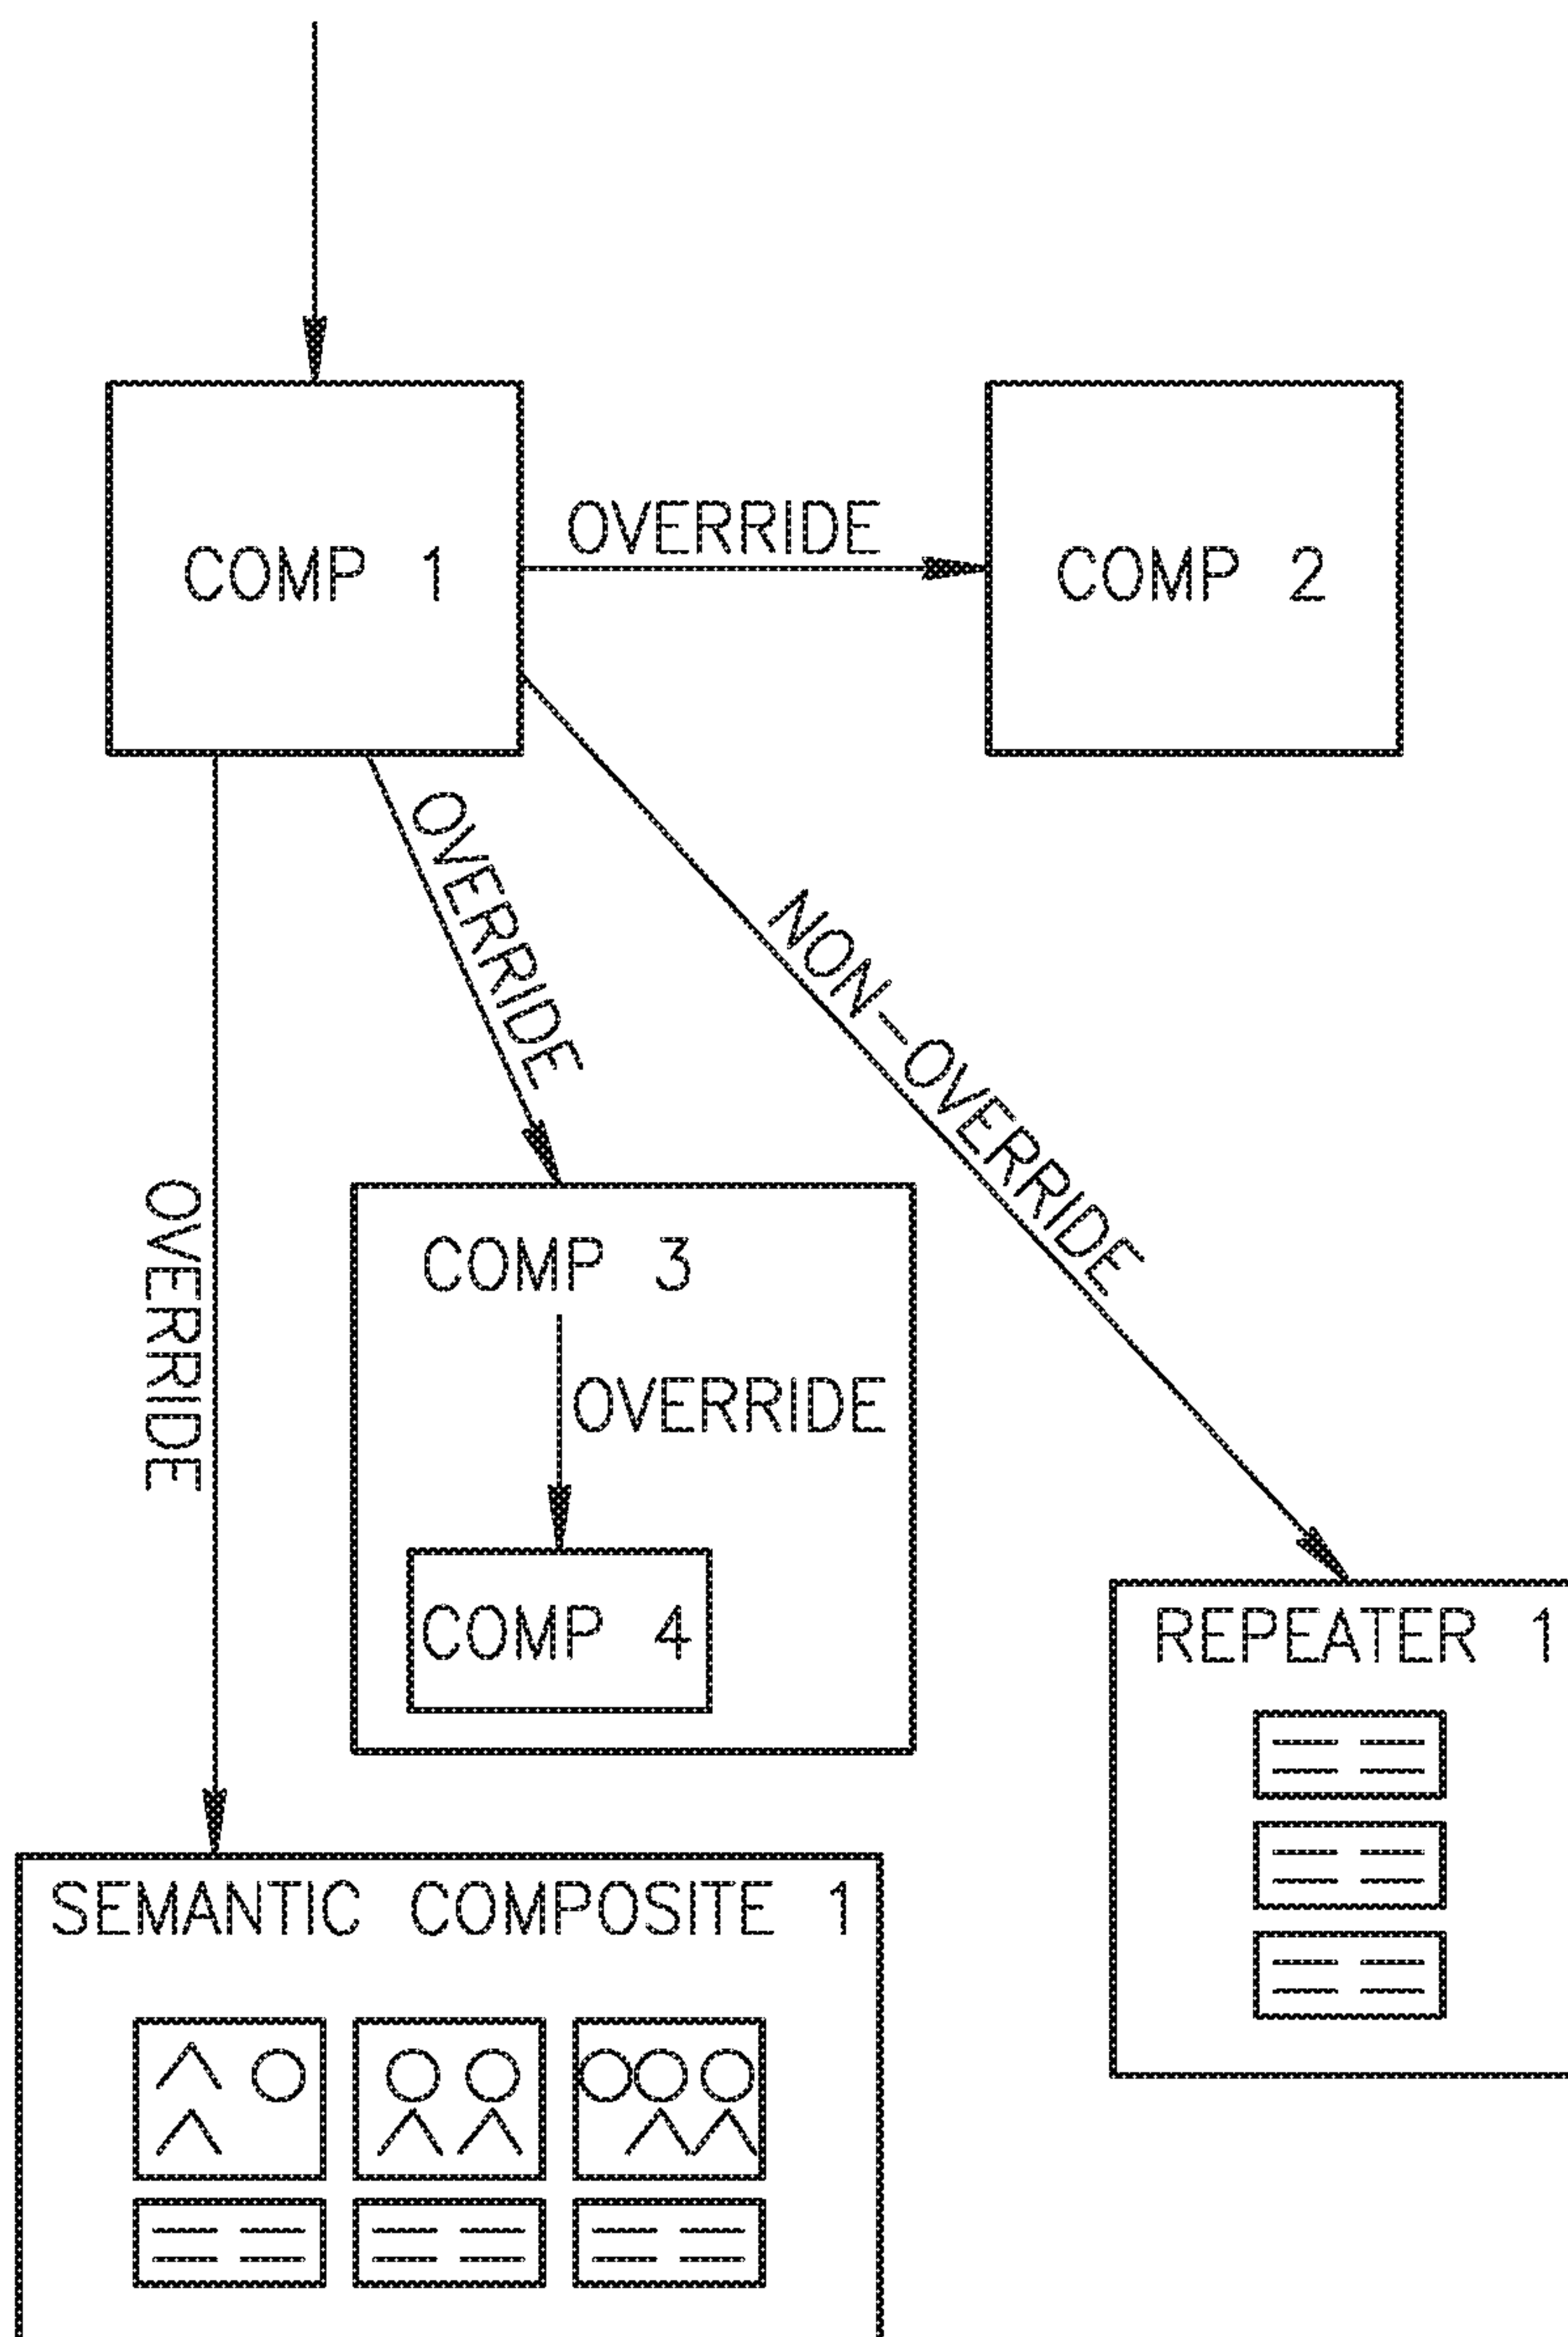 COMP 1
OVERRIDE
COMP 2
OVERRIDE
NON-OVERRIDE
OVERRIDE
COMP 3
OVERRIDE
COMP 4
REPEATER 1
SEMANTIC COMPOSITE 1